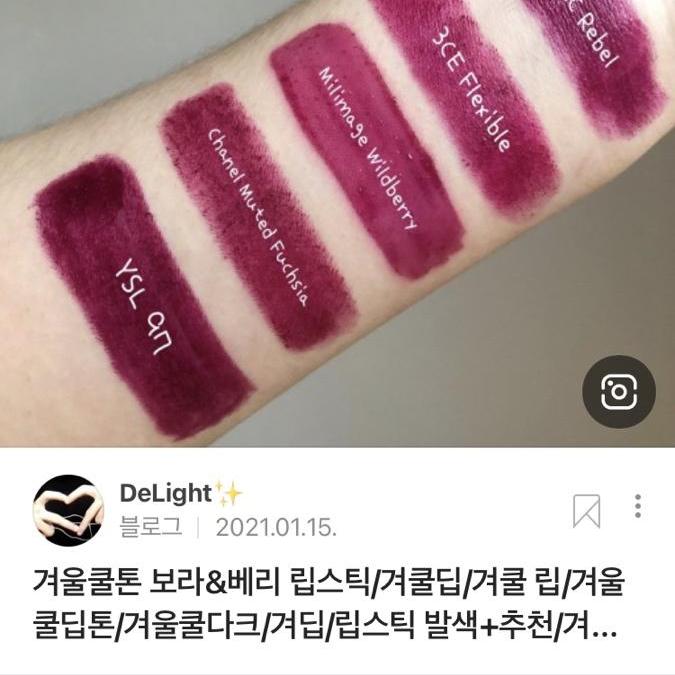 YSL 97
Chanel Muted Fuchsia
Milimage Wildberry
3CE Flexible
Rebel
DeLight✨
블로그 | 2021.01.15.
겨울쿨톤 보라&베리 립스틱/겨쿨딥/겨쿨 립/겨울
쿨딥톤/겨울쿨다크/겨딥/립스틱 발색+추천/겨...